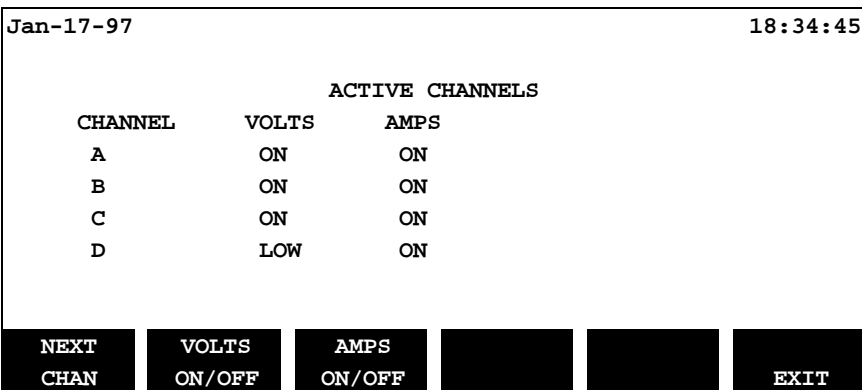 Jan-17-97 18:34:45
ACTIVE CHANNELS
CHANNEL VOLTS AMPS
A ON ON
B ON ON
C ON ON
D LOW ON
NEXT VOLTS AMPS
CHAN ON/OFF ON/OFF EXIT